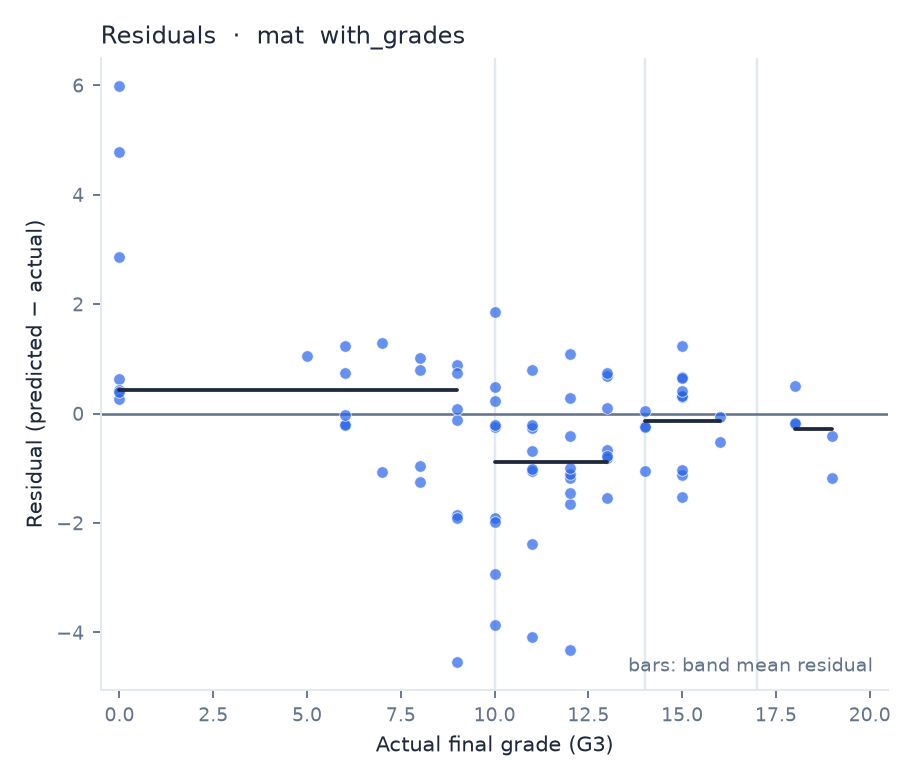 Residuals · mat with_grades
6
4
2
0
−2
−4
Residual (predicted − actual)
bars: band mean residual
0.0 2.5 5.0 7.5 10.0 12.5 15.0 17.5 20.0
Actual final grade (G3)